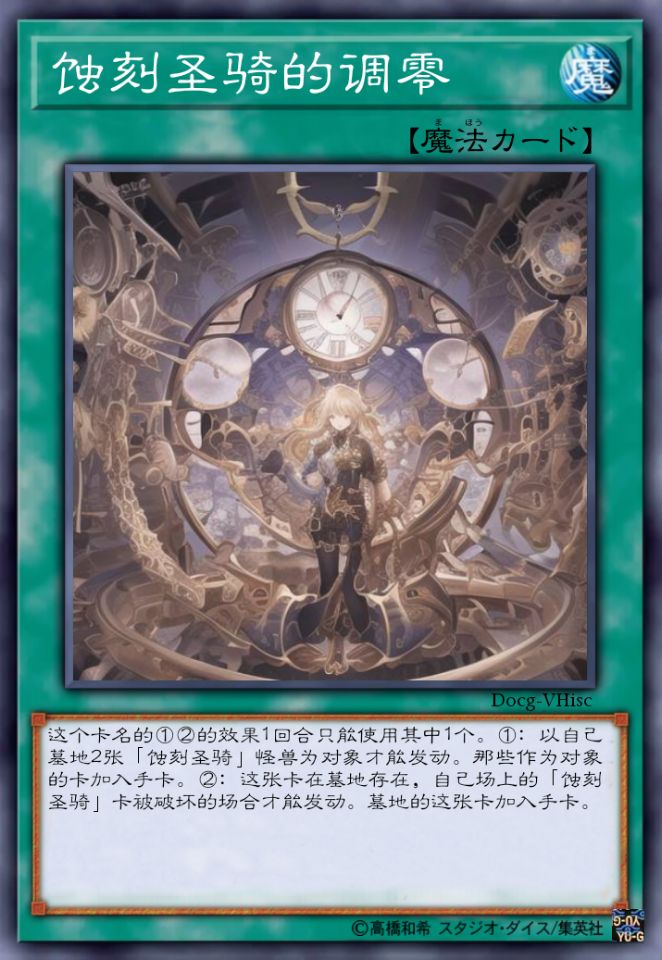 蚀刻圣骑的调零
魔
【魔法カード】
ま ほう
Docg-VHisc
这个卡名的①②的效果1回合只能使用其中1个。①：以自己
墓地2张「蚀刻圣骑」怪兽为对象才能发动。那些作为对象
的卡加入手卡。②：这张卡在墓地存在，自己场上的「蚀刻
圣骑」卡被破坏的场合才能发动。墓地的这张卡加入手卡。
©高橋和希 スタジオ・ダイス/集英社